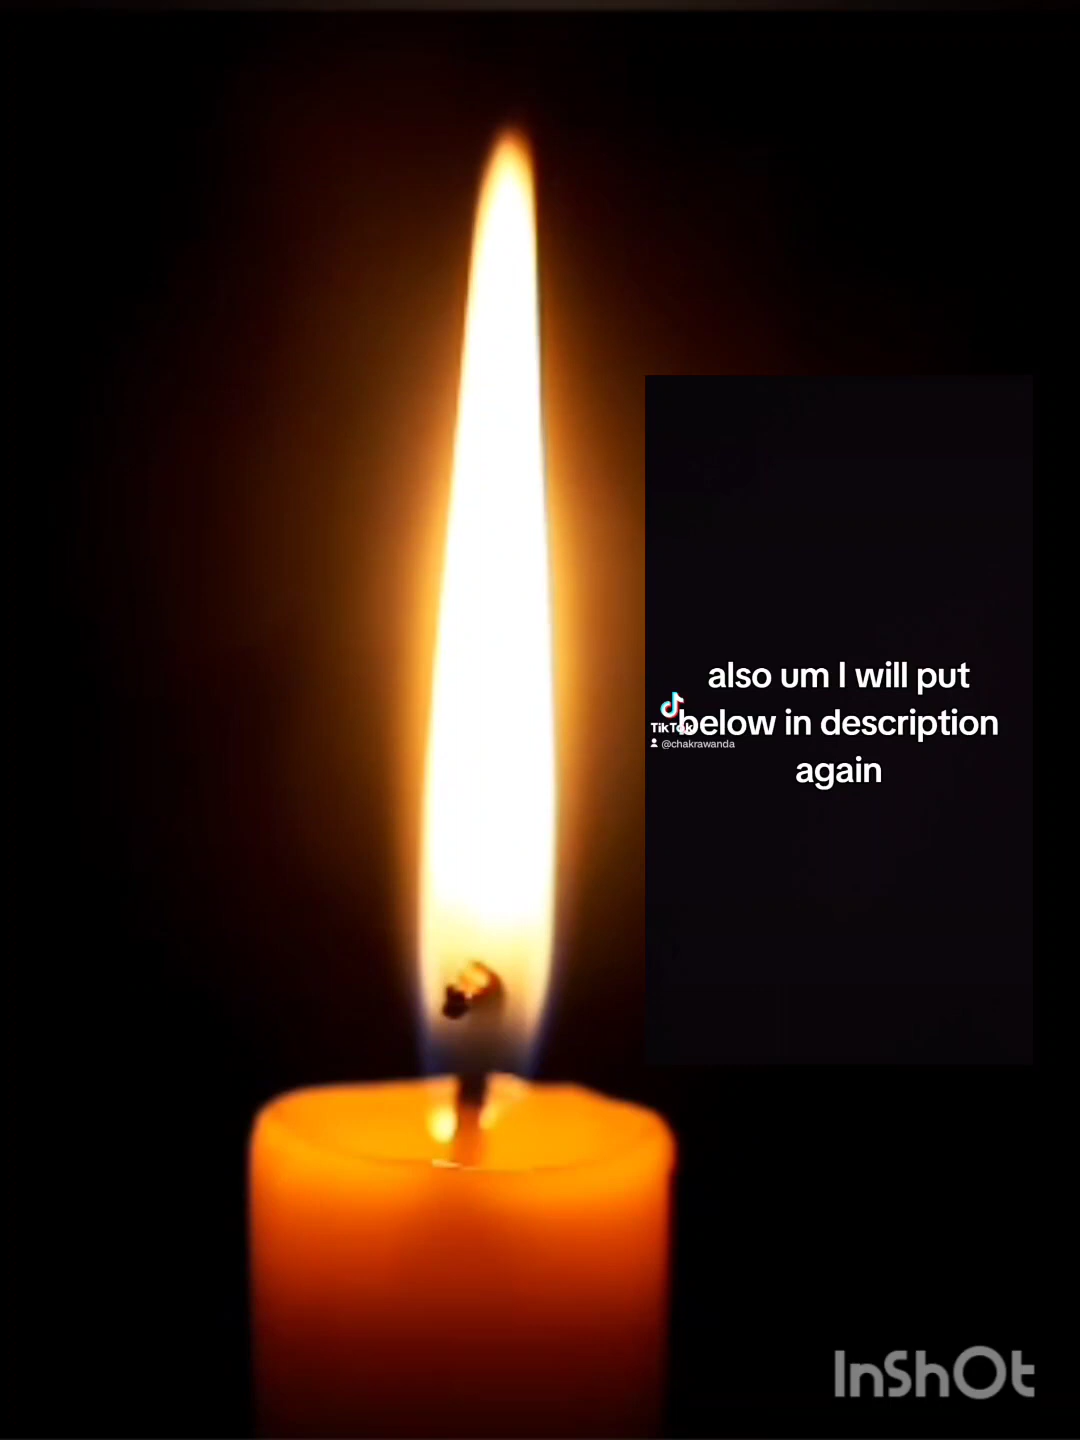 also um I will put
below in description
again
TikTok
@chakrawanda
InShOt